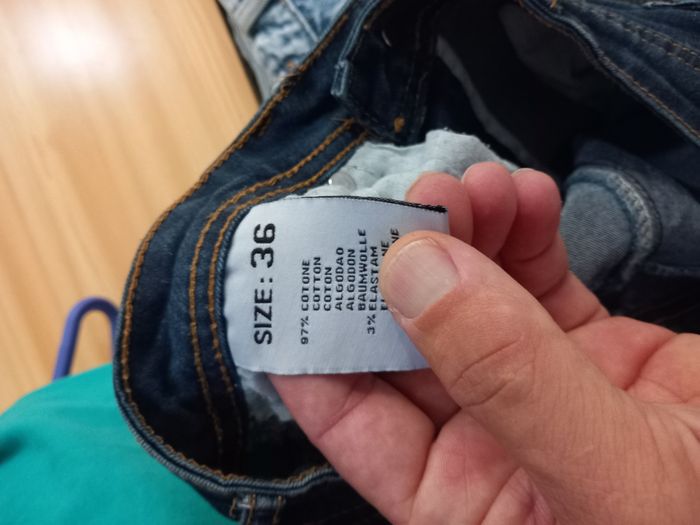 SIZE: 36
97% COTONE
COTTON
COTON
ALGODAO
ALGODON
BAUMWOLLE
3% ELASTAM